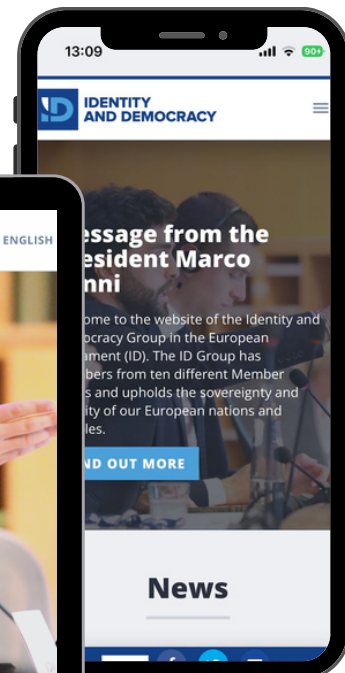 13:09
90+
ID
IDENTITY
AND DEMOCRACY
ENGLISH
essage from the
esident Marco
nni
ome to the website of the Identity and
ocracy Group in the European
ament (ID). The ID Group has
bers from ten different Member
s and upholds the sovereignty and
ity of our European nations and
les.
ND OUT MORE
News